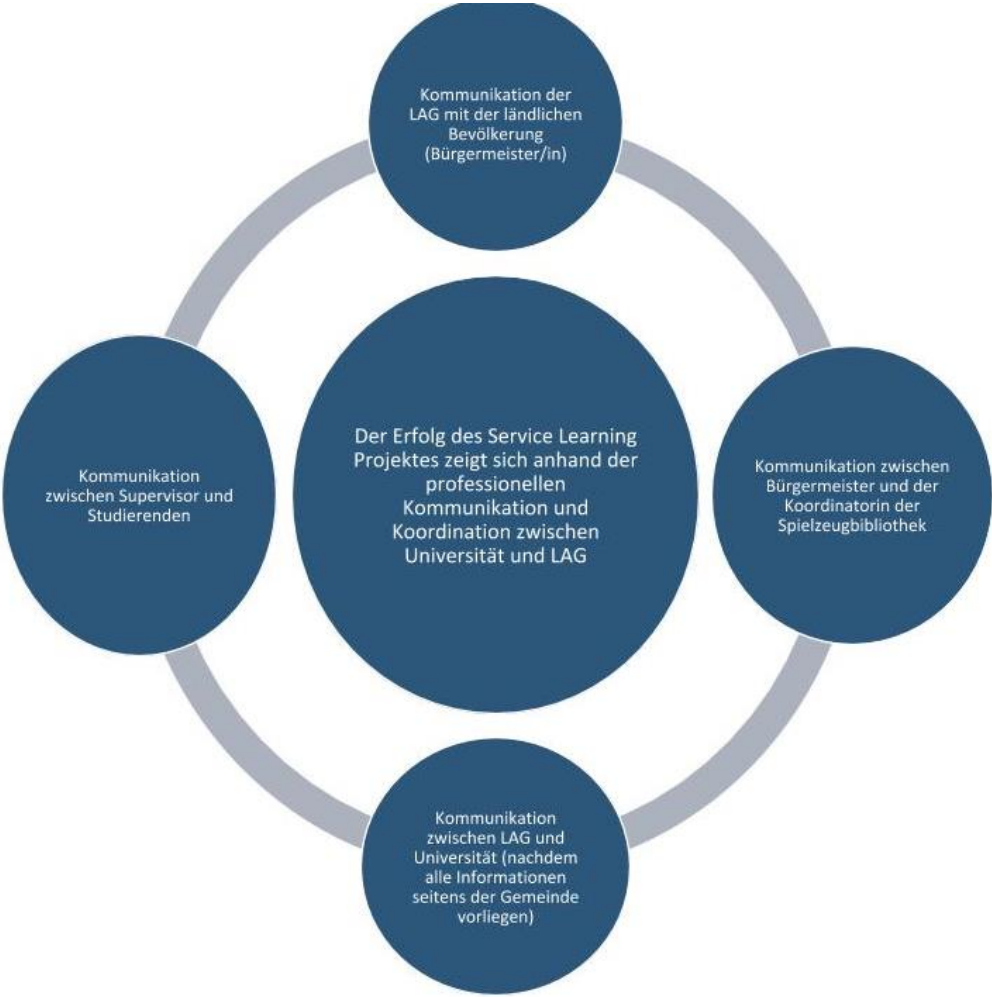 Kommunikation der
LAG mit der ländlichen
Bevölkerung
(Bürgermeister/in)
Der Erfolg des Service Learning
Projektes zeigt sich anhand der
professionellen
Kommunikation und
Koordination zwischen
Universität und LAG
Kommunikation zwischen
Bürgermeister und der
Koordinatorin der
Spielzeugbibliothek
Kommunikation
zwischen LAG und
Universität (nachdem
alle Informationen
seitens der Gemeinde
vorliegen)
Kommunikation
zwischen Supervisor und
Studierenden